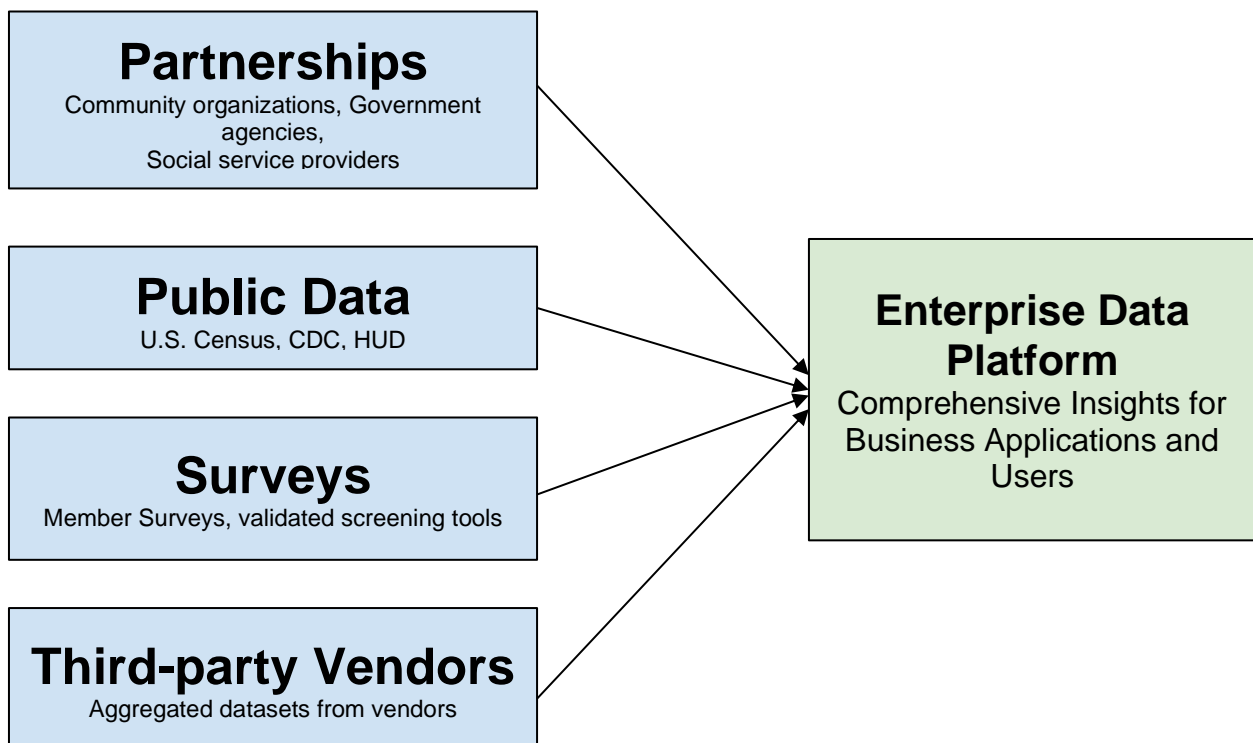 Partnerships
Community organizations, Government
agencies,
Social service providers
Public Data
U.S. Census, CDC, HUD
Surveys
Member Surveys, validated screening tools
Third-party Vendors
Aggregated datasets from vendors
Enterprise Data
Platform
Comprehensive Insights for
Business Applications and
Users